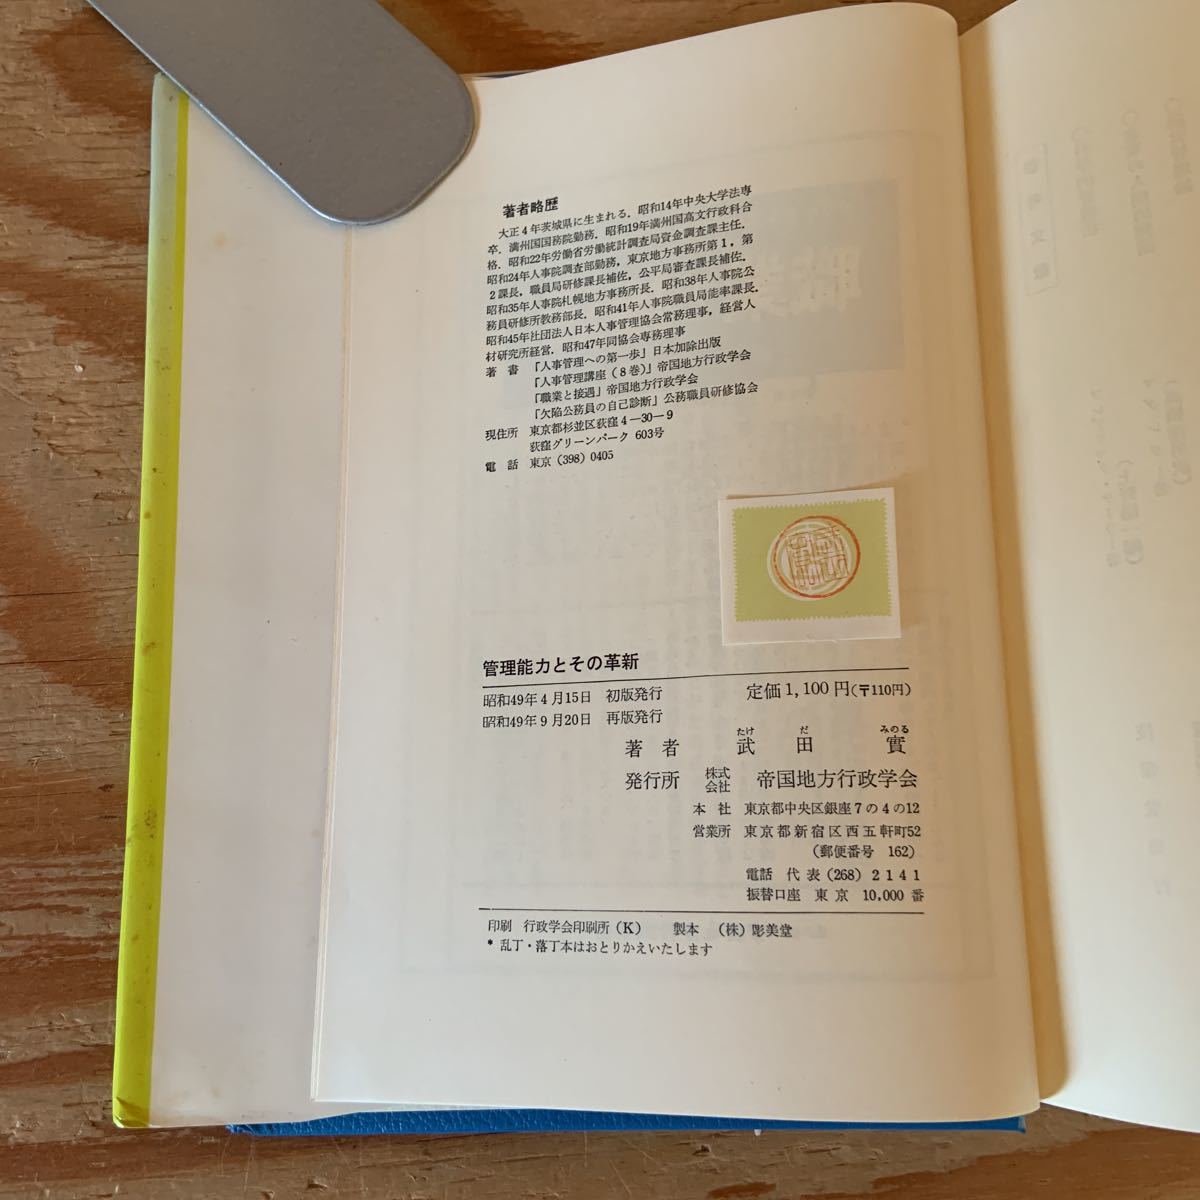 著者略歴
大正4年茨城県に生まれる．昭和14年中央大学法専
卒．満州国国務院勤務．昭和19年満州国高文行政科合
格．昭和22年労働省労働統計調査局資金調査課主任．
昭和24年人事院調査部勤務，東京地方事務所第1，第
2課長，職員局研修課長補佐，公平局審査課長補佐．
昭和35年人事院札幌地方事務所長．昭和38年人事院公
務員研修所教務部長．昭和41年人事院職員局能率課長．
昭和45年社団法人日本人事管理協会常務理事，経営人
材研究所経営．昭和47年同協会専務理事
著 書 「人事管理への第一歩」日本加除出版
「人事管理講座（8巻）」帝国地方行政学会
「職業と接遇」帝国地方行政学会
「欠陥公務員の自己診断」公務職員研修協会
現住所 東京都杉並区荻窪4—30—9
荻窪グリーンパーク 603号
電 話 東京（398）0405
管理能力とその革新
昭和49年4月15日 初版発行 定価1,100円（〒110円）
昭和49年9月20日 再版発行
たけ だ みのる
著 者 武 田 實
発行所 株式会社 帝国地方行政学会
本 社 東京都中央区銀座7の4の12
営業所 東京都新宿区西五軒町52
（郵便番号 162）
電話 代表（268）2141
振替口座 東京 10,000番
印刷 行政学会印刷所（K） 製本 （株）彫美堂
* 乱丁・落丁本はおとりかえいたします